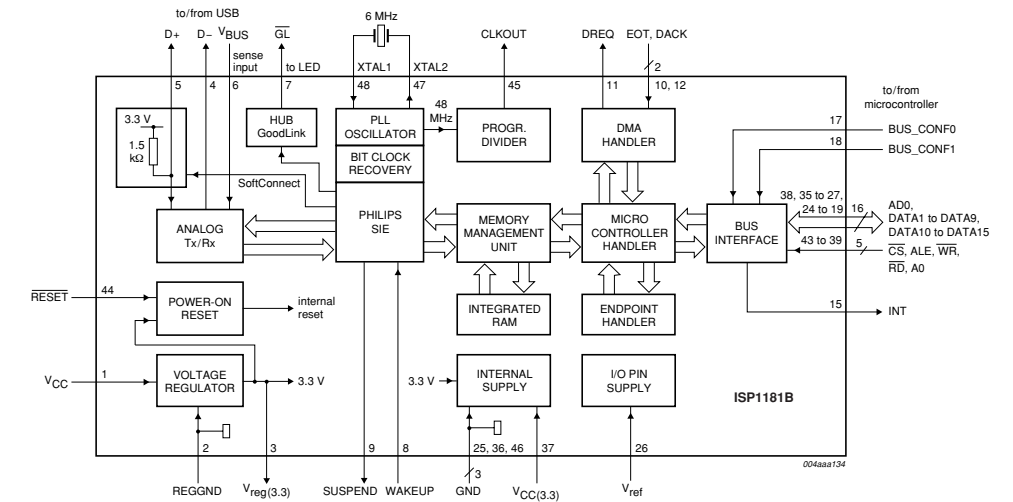 to/from USB
D+
D−
VBUS
sense
input
GL
to LED
6 MHz
XTAL1
XTAL2
CLKOUT
DREQ
EOT, DACK
2
5
4
6
7
48
47
45
11
10, 12
to/from
microcontroller
3.3 V
1.5
kΩ
HUB
GoodLink
PLL
OSCILLATOR
48
MHz
PROGR.
DIVIDER
DMA
HANDLER
17
BUS_CONF0
18
BUS_CONF1
BIT CLOCK
RECOVERY
SoftConnect
ANALOG
Tx/Rx
PHILIPS
SIE
MEMORY
MANAGEMENT
UNIT
MICRO
CONTROLLER
HANDLER
BUS
INTERFACE
38, 35 to 27,
24 to 19
16
AD0,
DATA1 to DATA9,
DATA10 to DATA15
43 to 39
5
CS, ALE, WR,
RD, A0
RESET
44
POWER-ON
RESET
internal
reset
INTEGRATED
RAM
ENDPOINT
HANDLER
15
INT
VCC
1
VOLTAGE
REGULATOR
3.3 V
3.3 V
INTERNAL
SUPPLY
I/O PIN
SUPPLY
ISP1181B
2
3
9
8
25, 36, 46
37
26
3
004aaa134
REGGND
Vreg(3.3)
SUSPEND
WAKEUP
GND
VCC(3.3)
Vref